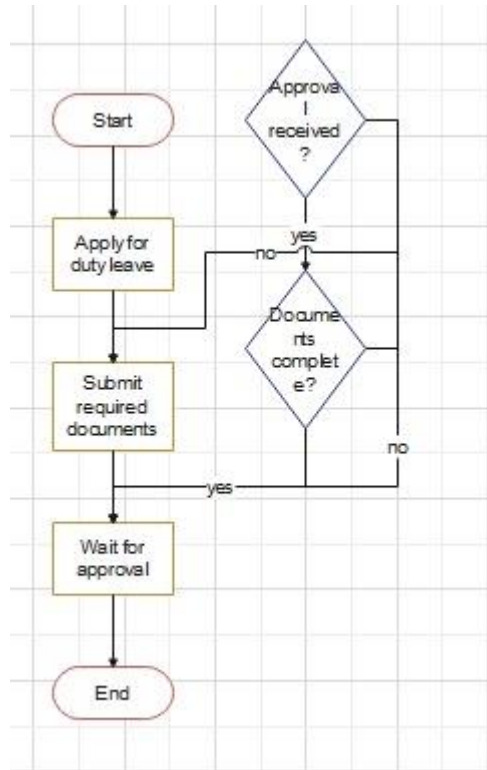 Start
Apply for
duty leave
Submit
required
documents
Wait for
approval
End
Approva
l
received
?
yes
no
Docume
nts
complet
e?
no
yes